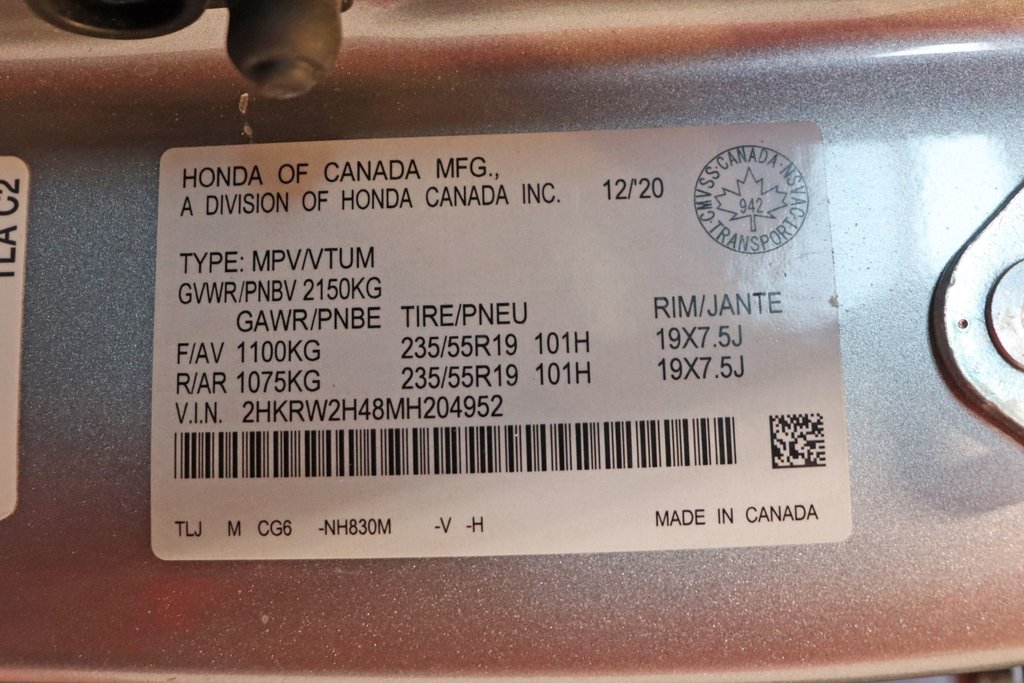 TLA C2
HONDA OF CANADA MFG.,
A DIVISION OF HONDA CANADA INC. 12/'20
CMVSS·CANADA·NSVAC
942
TRANSPORT
TYPE: MPV/VTUM
GVWR/PNBV 2150KG
GAWR/PNBE TIRE/PNEU RIM/JANTE
F/AV 1100KG 235/55R19 101H 19X7.5J
R/AR 1075KG 235/55R19 101H 19X7.5J
V.I.N. 2HKRW2H48MH204952
TLJ M CG6 -NH830M -V -H MADE IN CANADA